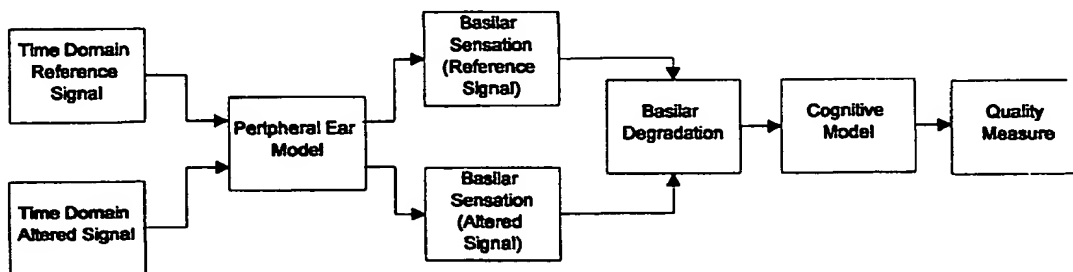 Time Domain
Reference
Signal
Time Domain
Altered Signal
Peripheral Ear
Model
Basilar
Sensation
(Reference
Signal)
Basilar
Sensation
(Altered
Signal)
Basilar
Degradation
Cognitive
Model
Quality
Measure